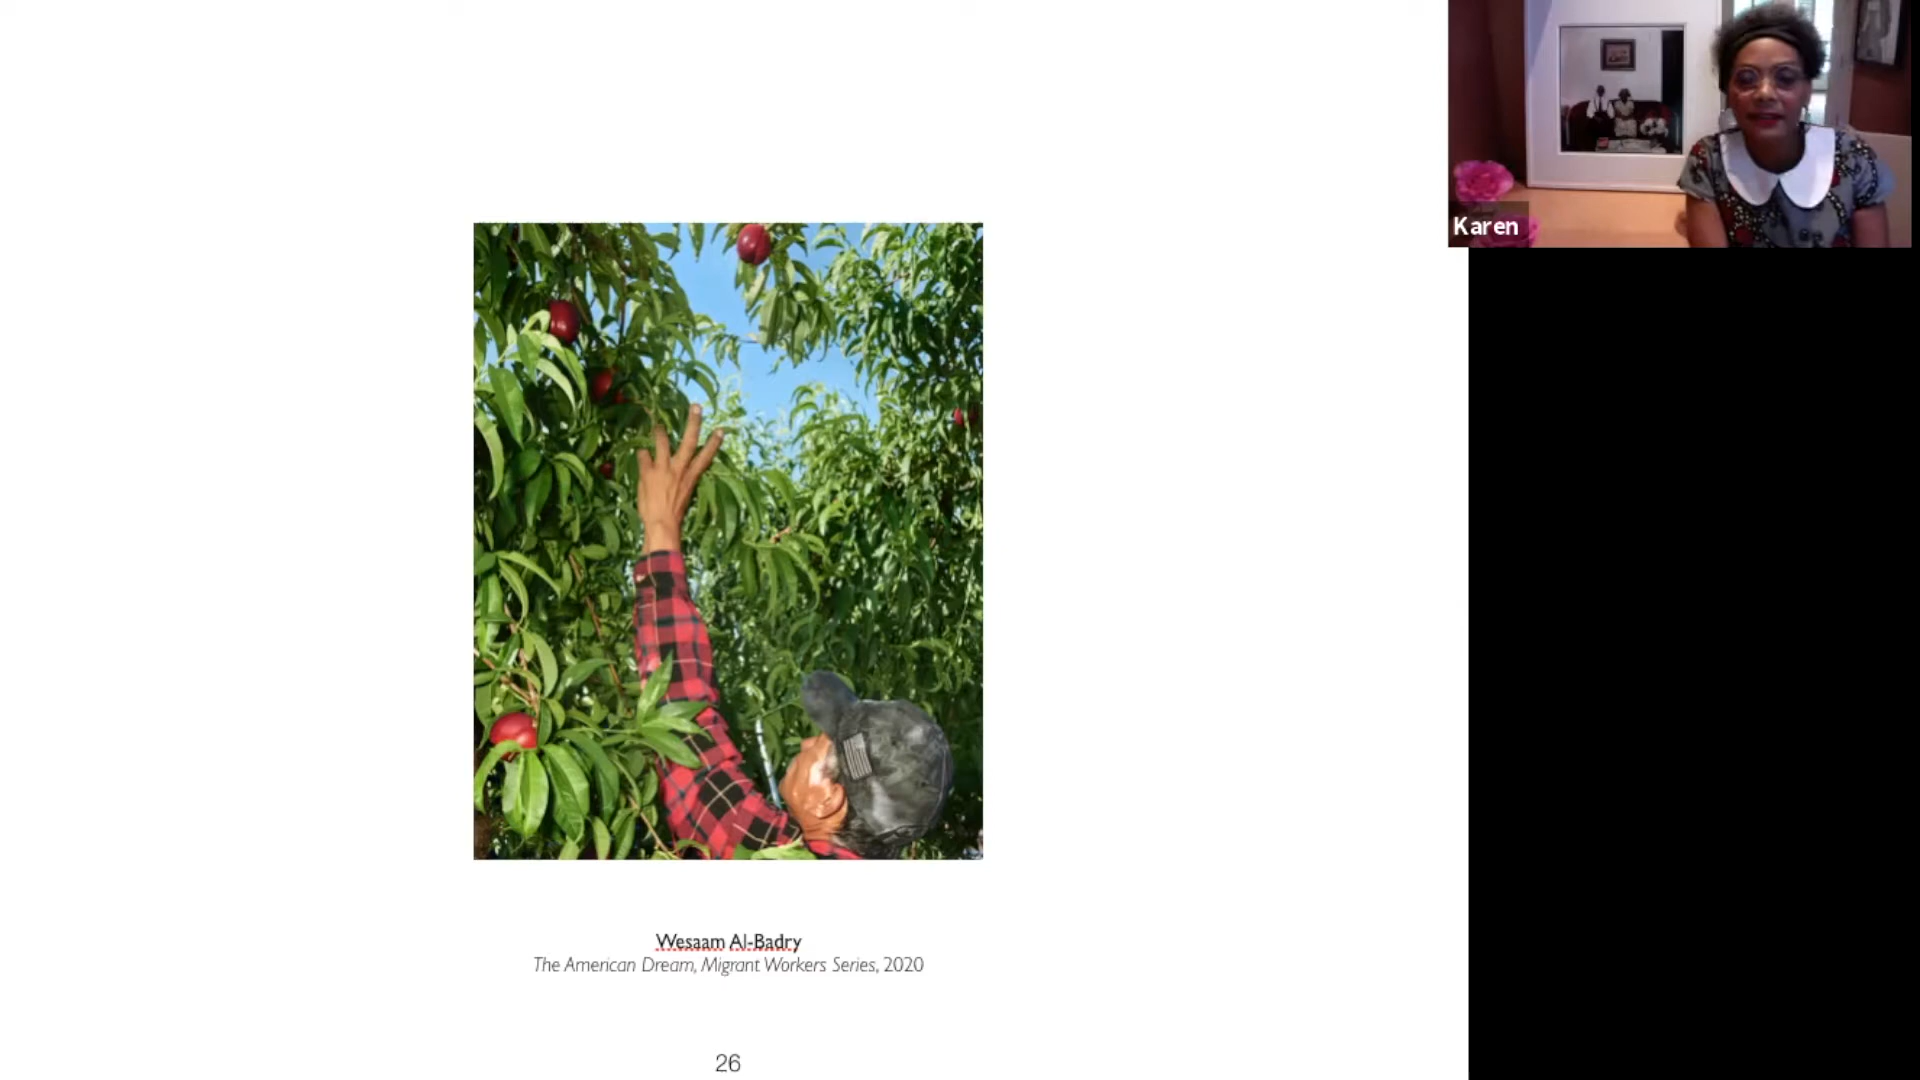 Karen
Wesaam Al-Badry
The American Dream, Migrant Workers Series, 2020
26